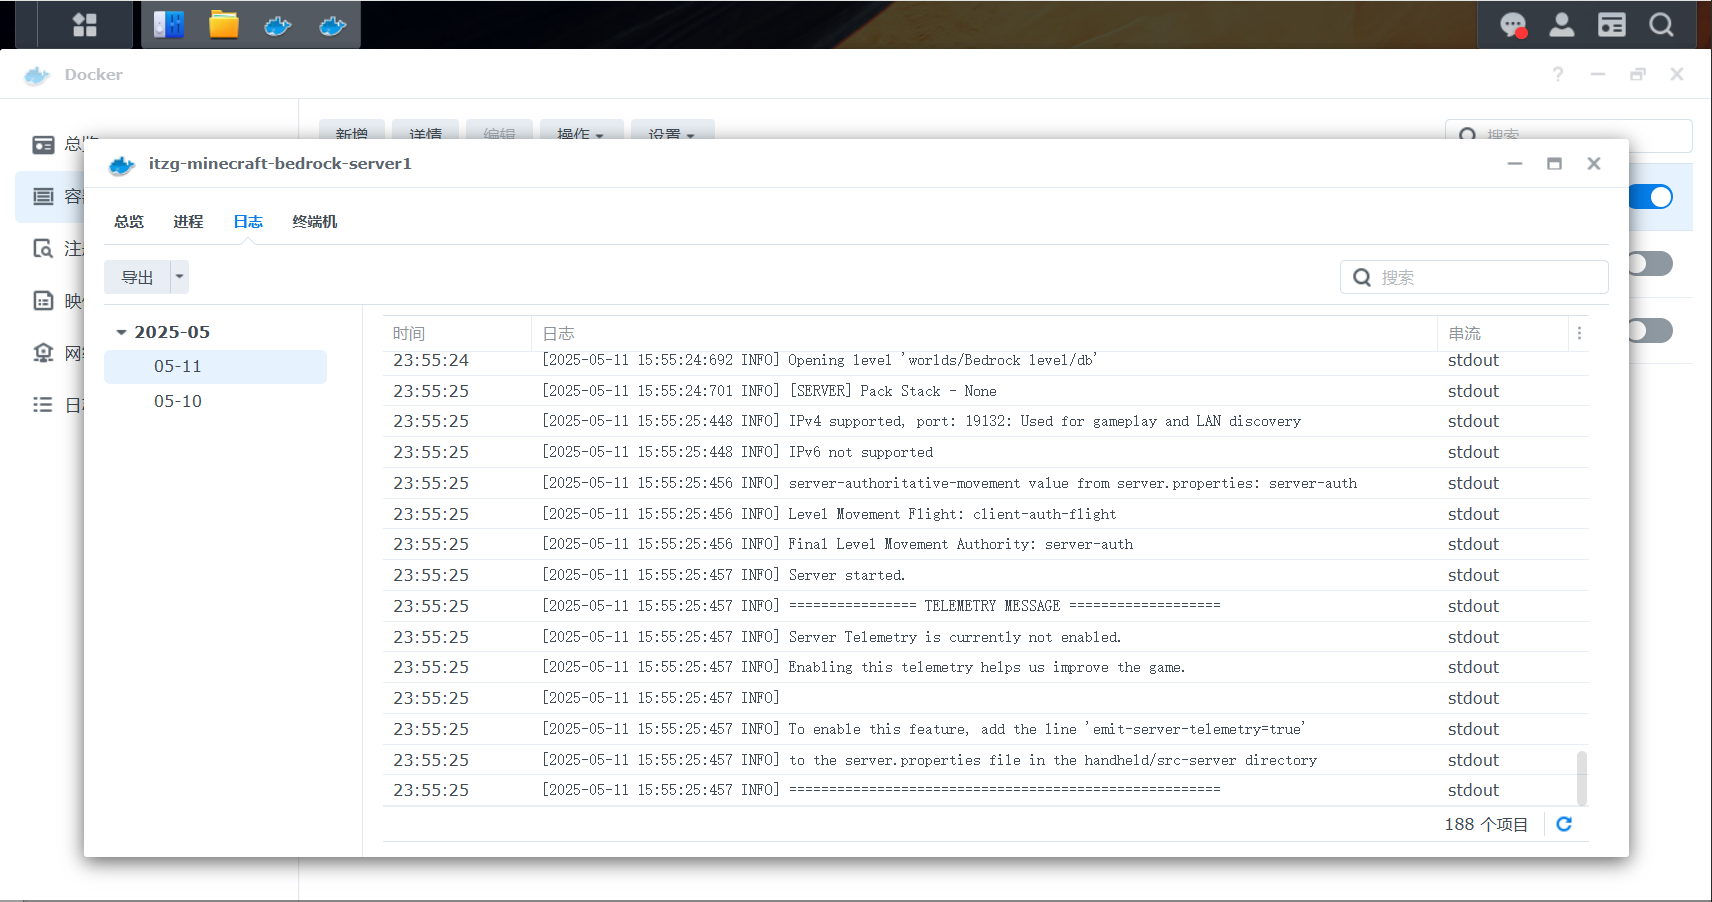 Docker
?
总览
新增
详情
编辑
操作
设置
搜索
itzg-minecraft-bedrock-server1
总览 进程 日志 终端机
导出
搜索
2025-05
05-11
05-10
时间 日志 串流
23:55:24 [2025-05-11 15:55:24:692 INFO] Opening level 'worlds/Bedrock level/db' stdout
23:55:25 [2025-05-11 15:55:24:701 INFO] [SERVER] Pack Stack - None stdout
23:55:25 [2025-05-11 15:55:25:448 INFO] IPv4 supported, port: 19132: Used for gameplay and LAN discovery stdout
23:55:25 [2025-05-11 15:55:25:448 INFO] IPv6 not supported stdout
23:55:25 [2025-05-11 15:55:25:456 INFO] server-authoritative-movement value from server.properties: server-auth stdout
23:55:25 [2025-05-11 15:55:25:456 INFO] Level Movement Flight: client-auth-flight stdout
23:55:25 [2025-05-11 15:55:25:456 INFO] Final Level Movement Authority: server-auth stdout
23:55:25 [2025-05-11 15:55:25:457 INFO] Server started. stdout
23:55:25 [2025-05-11 15:55:25:457 INFO] ================ TELEMETRY MESSAGE =================== stdout
23:55:25 [2025-05-11 15:55:25:457 INFO] Server Telemetry is currently not enabled. stdout
23:55:25 [2025-05-11 15:55:25:457 INFO] Enabling this telemetry helps us improve the game. stdout
23:55:25 [2025-05-11 15:55:25:457 INFO] stdout
23:55:25 [2025-05-11 15:55:25:457 INFO] To enable this feature, add the line 'emit-server-telemetry=true' stdout
23:55:25 [2025-05-11 15:55:25:457 INFO] to the server.properties file in the handheld/src-server directory stdout
23:55:25 [2025-05-11 15:55:25:457 INFO] ====================================================== stdout
188 个项目